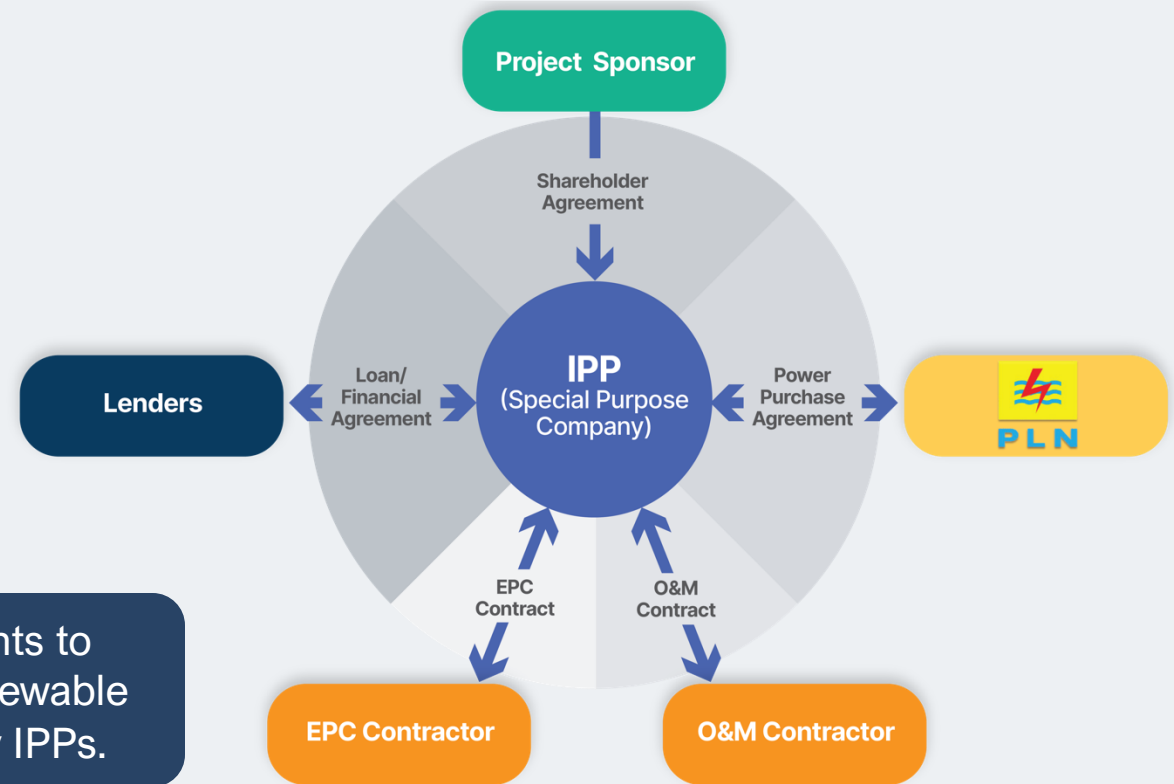 Project Sponsor
Shareholder
Agreement
Lenders
Loan/
Financial
Agreement
IPP
(Special Purpose
Company)
Power
Purchase
Agreement
PLN
EPC
Contract
O&M
Contract
nts to
ewable
IPPs.
EPC Contractor
O&M Contractor